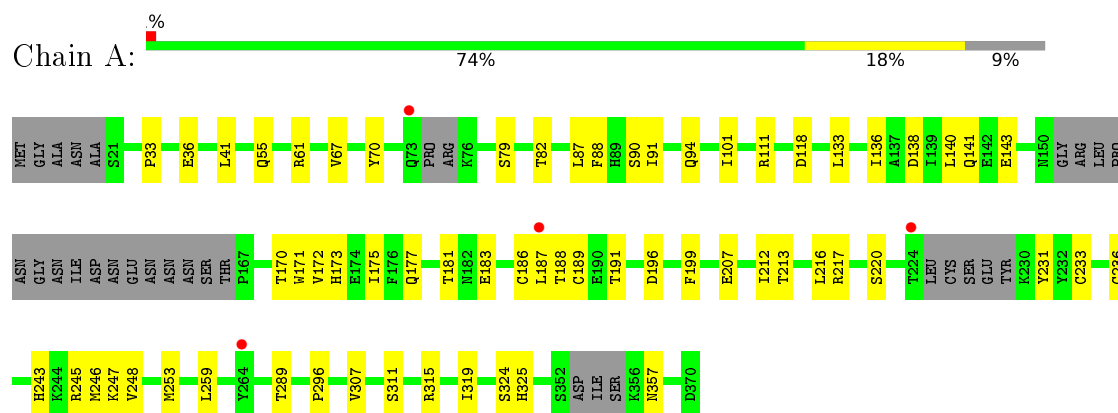 .%
Chain A:
74% 18% 9%
MET GLY ALA ASN ALA S21 P33 E36 L41 Q55 R61 V67 Y70 Q73 PRO ARG K76 S79 T82 L87 F88 H89 S90 I91 Q94 I101 R111 D118 L133 I136 A137 D138 I139 L140 Q141 E142 E143 N150 GLY ARG LEU PRO
ASN GLY ASN ILE ASP ASN GLU ASN ASN ASN SER THR P167 T170 W171 V172 H173 E174 I175 F176 Q177 T181 N182 E183 C186 L187 T188 C189 E190 T191 D196 F199 E207 I212 T213 L216 R217 S220 T224 LEU CYS SER GLU TYR K230 Y231 Y232 C233
H243 K244 R245 M246 K247 V248 M253 L259 Y264 T289 P296 V307 S311 R315 I319 S324 H325 S352 ASP ILE SER K356 N357 D370